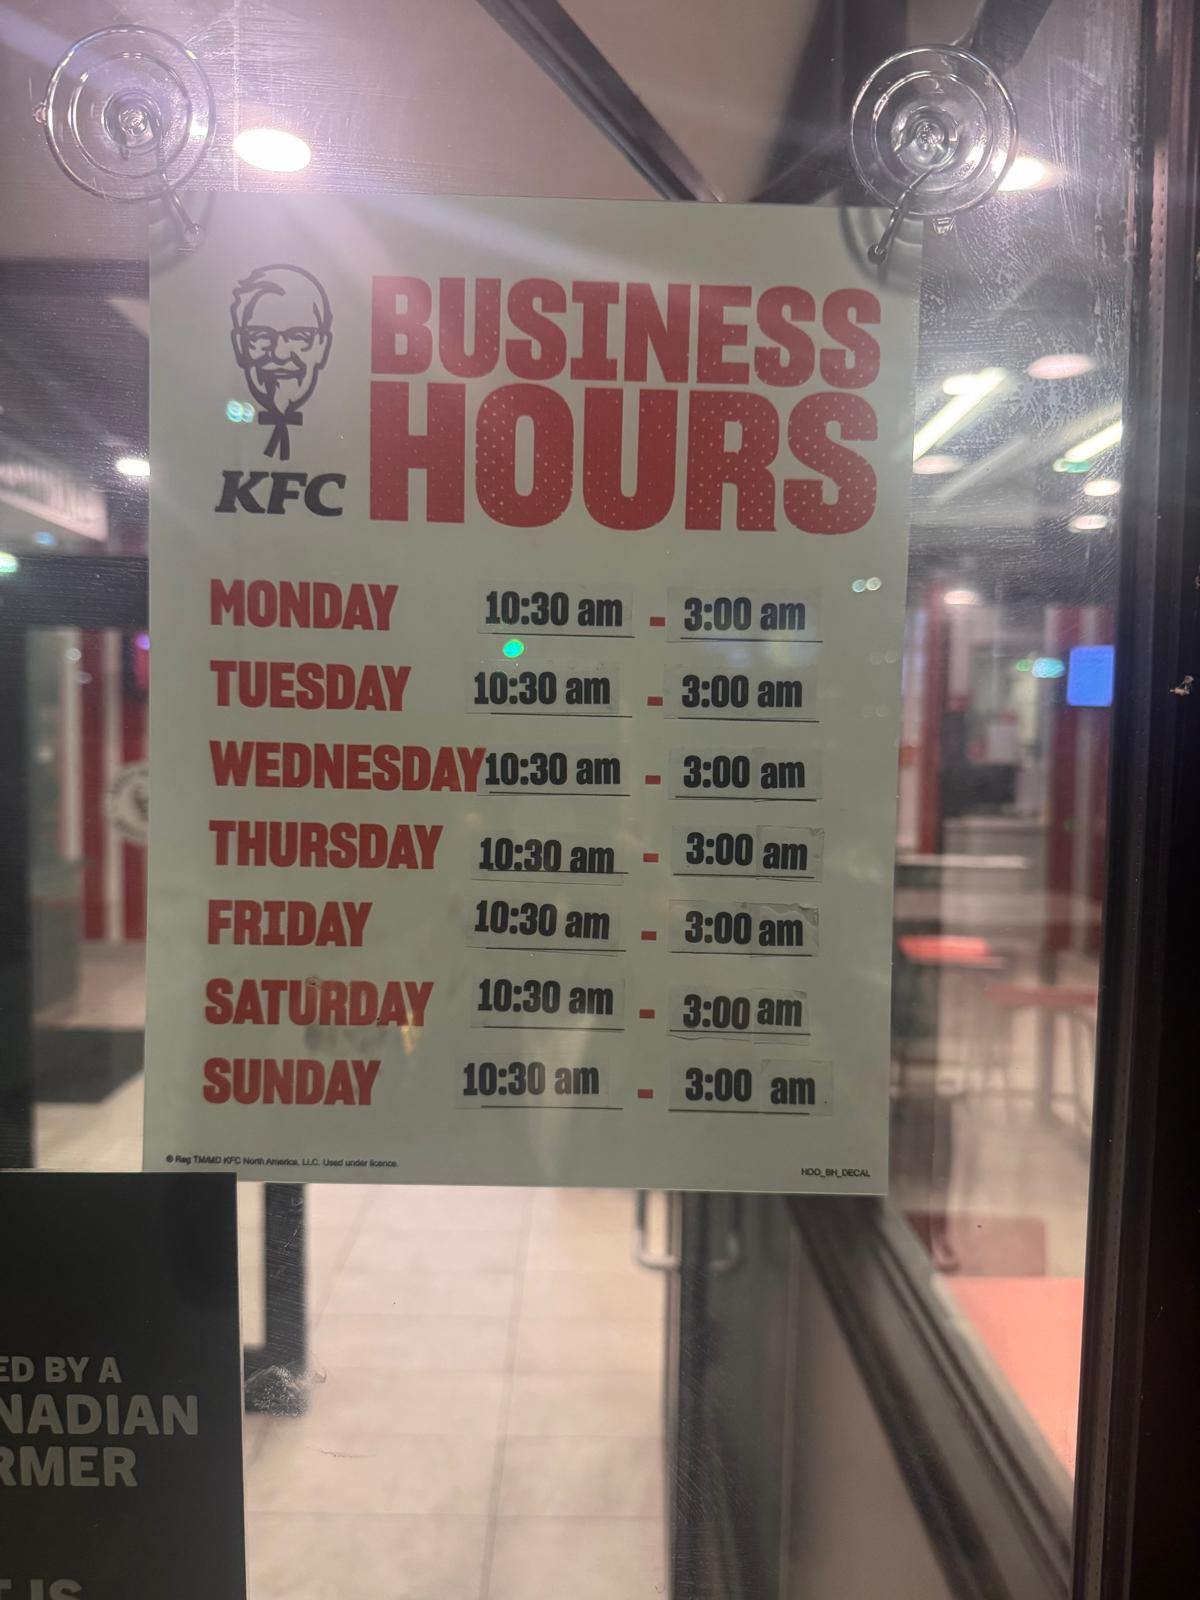 BUSINESS
HOURS
KFC
MONDAY 10:30 am - 3:00 am
TUESDAY 10:30 am - 3:00 am
WEDNESDAY 10:30 am - 3:00 am
THURSDAY 10:30 am - 3:00 am
FRIDAY 10:30 am - 3:00 am
SATURDAY 10:30 am - 3:00 am
SUNDAY 10:30 am - 3:00 am
® Reg TM/MD KFC North America, LLC. Used under licence.
HOO_BH_DECAL
ED BY A
NADIAN
RMER
T IS